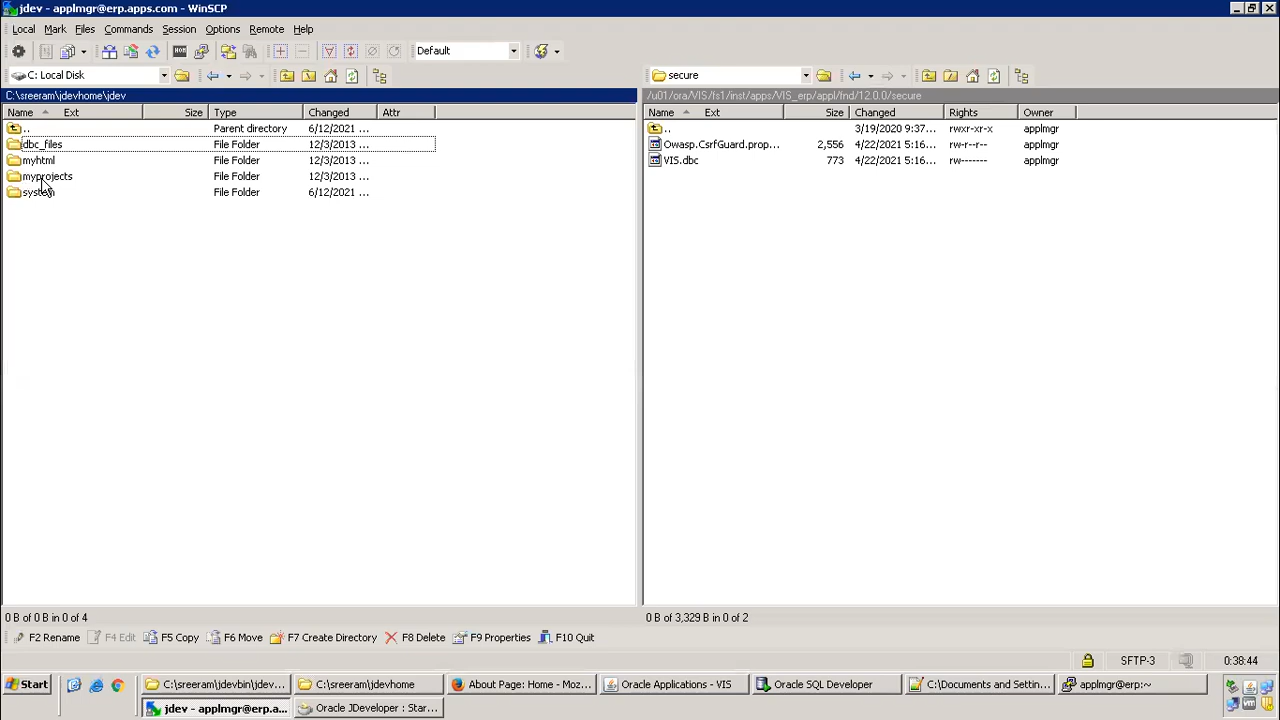 jdev - applmgr@erp.apps.com - WinSCP
Local Mark Files Commands Session Options Remote Help
Default
C: Local Disk
secure
C:\sreeram\jdevhome\jdev
/u01/ora/VIS/fs1/inst/apps/VIS_erp/appl/fnd/12.0.0/secure
Name Ext Size Type Changed Attr
Name Ext Size Changed Rights Owner
.. Parent directory 6/12/2021 ...
.. 3/19/2020 9:37... rwxr-xr-x applmgr
dbc_files File Folder 12/3/2013 ...
Owasp.CsrfGuard.prop... 2,556 4/22/2021 5:16... rw-r--r-- applmgr
myhtml File Folder 12/3/2013 ...
VIS.dbc 773 4/22/2021 5:16... rw------- applmgr
myprojects File Folder 12/3/2013 ...
system File Folder 6/12/2021 ...
0 B of 0 B in 0 of 4
0 B of 3,329 B in 0 of 2
F2 Rename F4 Edit F5 Copy F6 Move F7 Create Directory F8 Delete F9 Properties F10 Quit
SFTP-3 0:38:44
Start C:\sreeram\jdevbin\jdev... C:\sreeram\jdevhome About Page: Home - Moz... Oracle Applications - VIS Oracle SQL Developer C:\Documents and Settin... applmgr@erp:~
jdev - applmgr@erp.a... Oracle JDeveloper : Star...